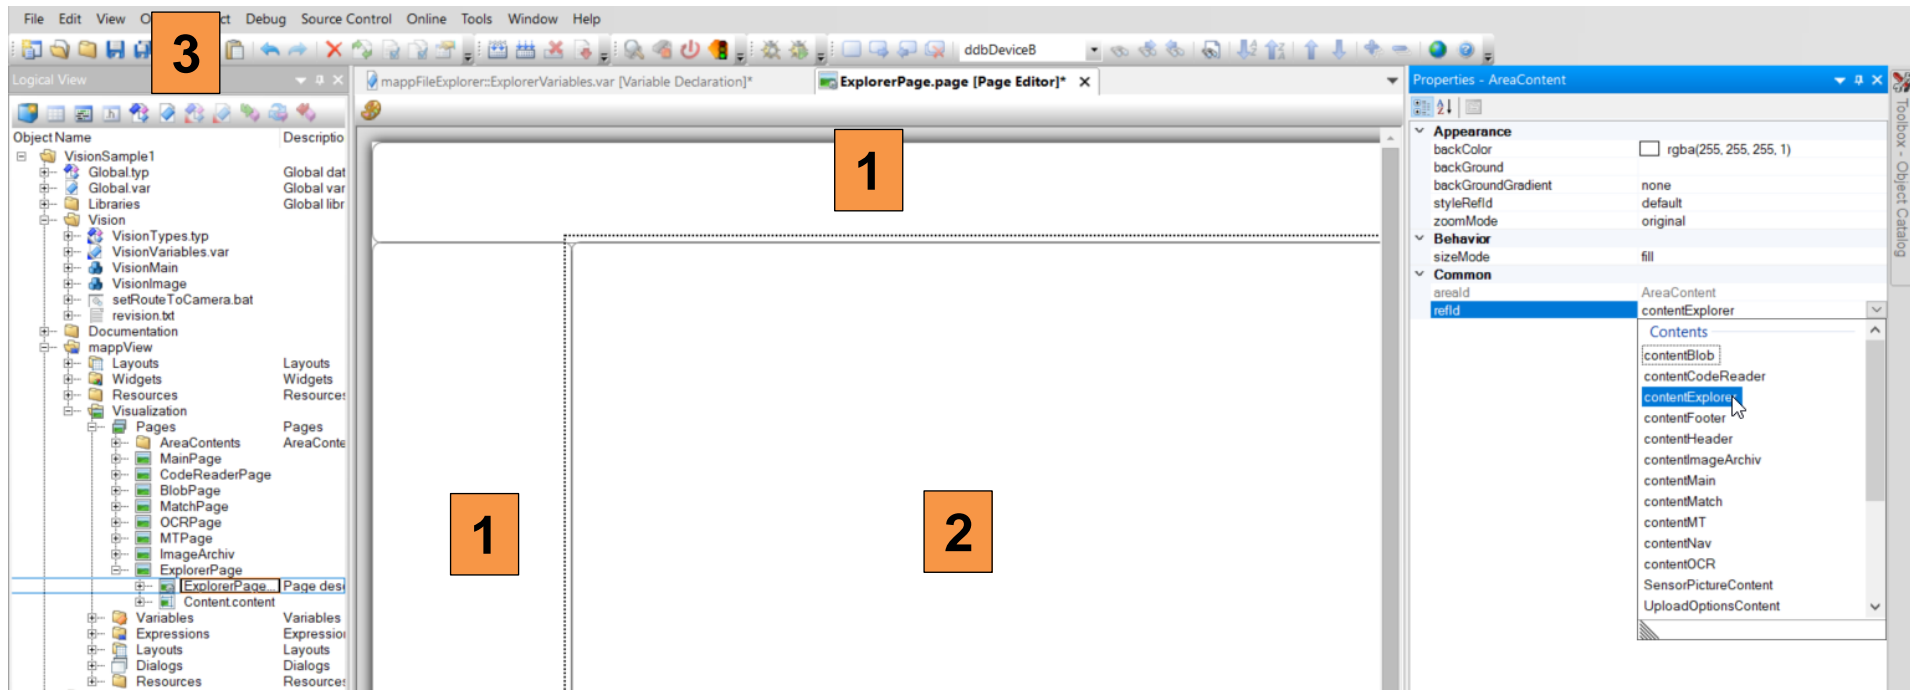 File Edit View O ct Debug Source Control Online Tools Window Help
3
ddbDeviceB
Logical View
mappFileExplorer::ExplorerVariables.var [Variable Declaration]*
ExplorerPage.page [Page Editor]* X
Properties - AreaContent
Object Name Descriptio
VisionSample1
Global.typ Global dat
Global.var Global var
Libraries Global libr
Vision
VisionTypes.typ
VisionVariables.var
VisionMain
VisionImage
setRouteToCamera.bat
revision.txt
Documentation
mappView
Layouts Layouts
Widgets Widgets
Resources Resources
Visualization
Pages Pages
AreaContents AreaConte
MainPage
CodeReaderPage
BlobPage
MatchPage
OCRPage
MTPage
ImageArchiv
ExplorerPage
ExplorerPage... Page desi
Content.content
Variables Variables
Expressions Expression
Layouts Layouts
Dialogs Dialogs
Resources Resources
1
1
2
Appearance
backColor rgba(255, 255, 255, 1)
backGround
backGroundGradient none
styleRefId default
zoomMode original
Behavior
sizeMode fill
Common
areaId AreaContent
refId contentExplorer
Contents
contentBlob
contentCodeReader
contentExplorer
contentFooter
contentHeader
contentImageArchiv
contentMain
contentMatch
contentMT
contentNav
contentOCR
SensorPictureContent
UploadOptionsContent
Toolbox - Object Catalog